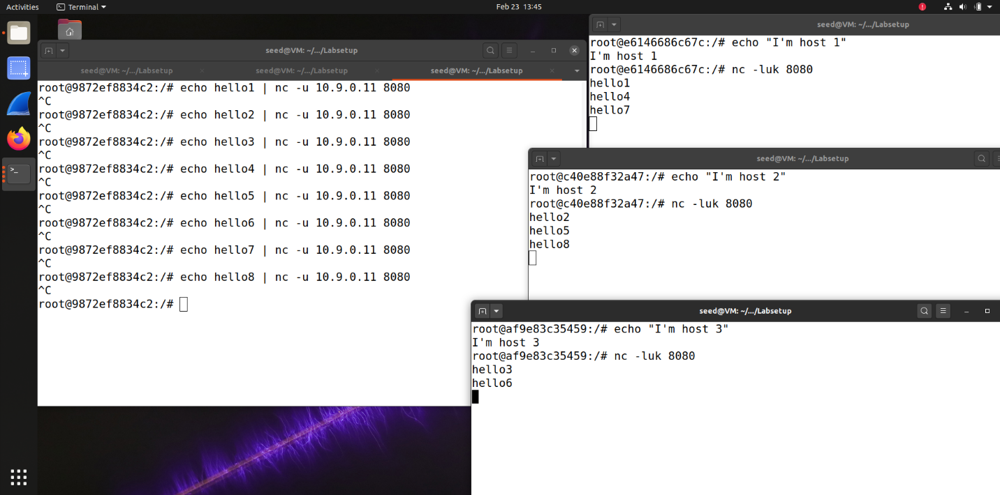 Activities
Terminal
Feb 23 13:45
seed@VM: ~/.../Labsetup
seed@VM: ~/.../Labsetup
seed@VM: ~/.../Labsetup
seed@VM: ~/.../Labsetup
root@9872ef8834c2:/# echo hello1 | nc -u 10.9.0.11 8080
^C
root@9872ef8834c2:/# echo hello2 | nc -u 10.9.0.11 8080
^C
root@9872ef8834c2:/# echo hello3 | nc -u 10.9.0.11 8080
^C
root@9872ef8834c2:/# echo hello4 | nc -u 10.9.0.11 8080
^C
root@9872ef8834c2:/# echo hello5 | nc -u 10.9.0.11 8080
^C
root@9872ef8834c2:/# echo hello6 | nc -u 10.9.0.11 8080
^C
root@9872ef8834c2:/# echo hello7 | nc -u 10.9.0.11 8080
^C
root@9872ef8834c2:/# echo hello8 | nc -u 10.9.0.11 8080
^C
root@9872ef8834c2:/#
seed@VM: ~/.../Labsetup
root@e6146686c67c:/# echo "I'm host 1"
I'm host 1
root@e6146686c67c:/# nc -luk 8080
hello1
hello4
hello7
seed@VM: ~/.../Labsetup
root@c40e88f32a47:/# echo "I'm host 2"
I'm host 2
root@c40e88f32a47:/# nc -luk 8080
hello2
hello5
hello8
seed@VM: ~/.../Labsetup
root@af9e83c35459:/# echo "I'm host 3"
I'm host 3
root@af9e83c35459:/# nc -luk 8080
hello3
hello6